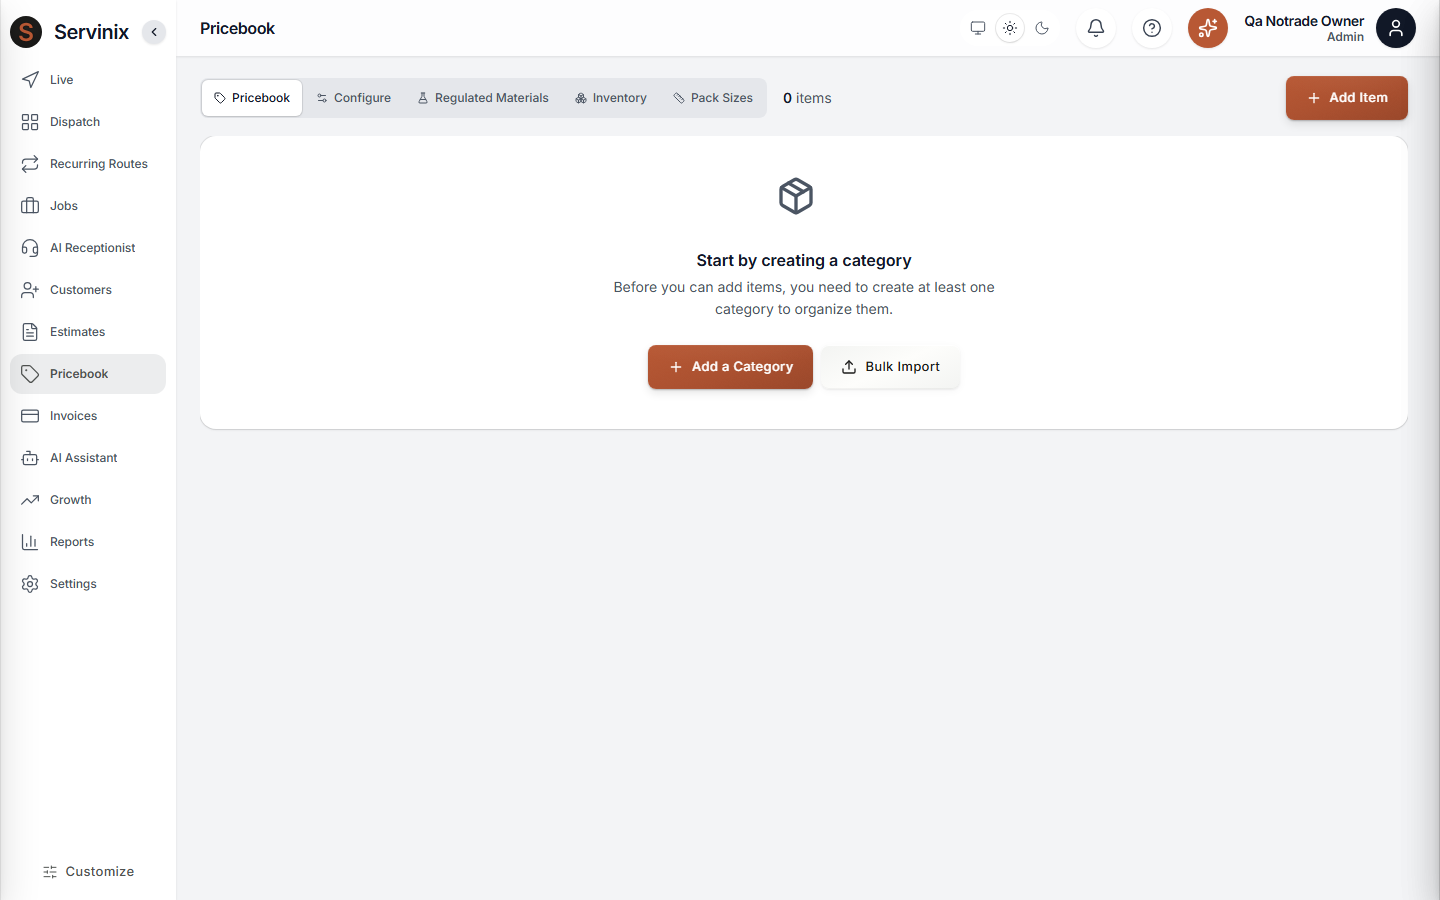 S
Servinix
Live
Dispatch
Recurring Routes
Jobs
AI Receptionist
Customers
Estimates
Pricebook
Invoices
AI Assistant
Growth
Reports
Settings
Customize
Pricebook
Qa Notrade Owner
Admin
Pricebook
Configure
Regulated Materials
Inventory
Pack Sizes
0 items
Add Item
Start by creating a category
Before you can add items, you need to create at least one
category to organize them.
Add a Category
Bulk Import